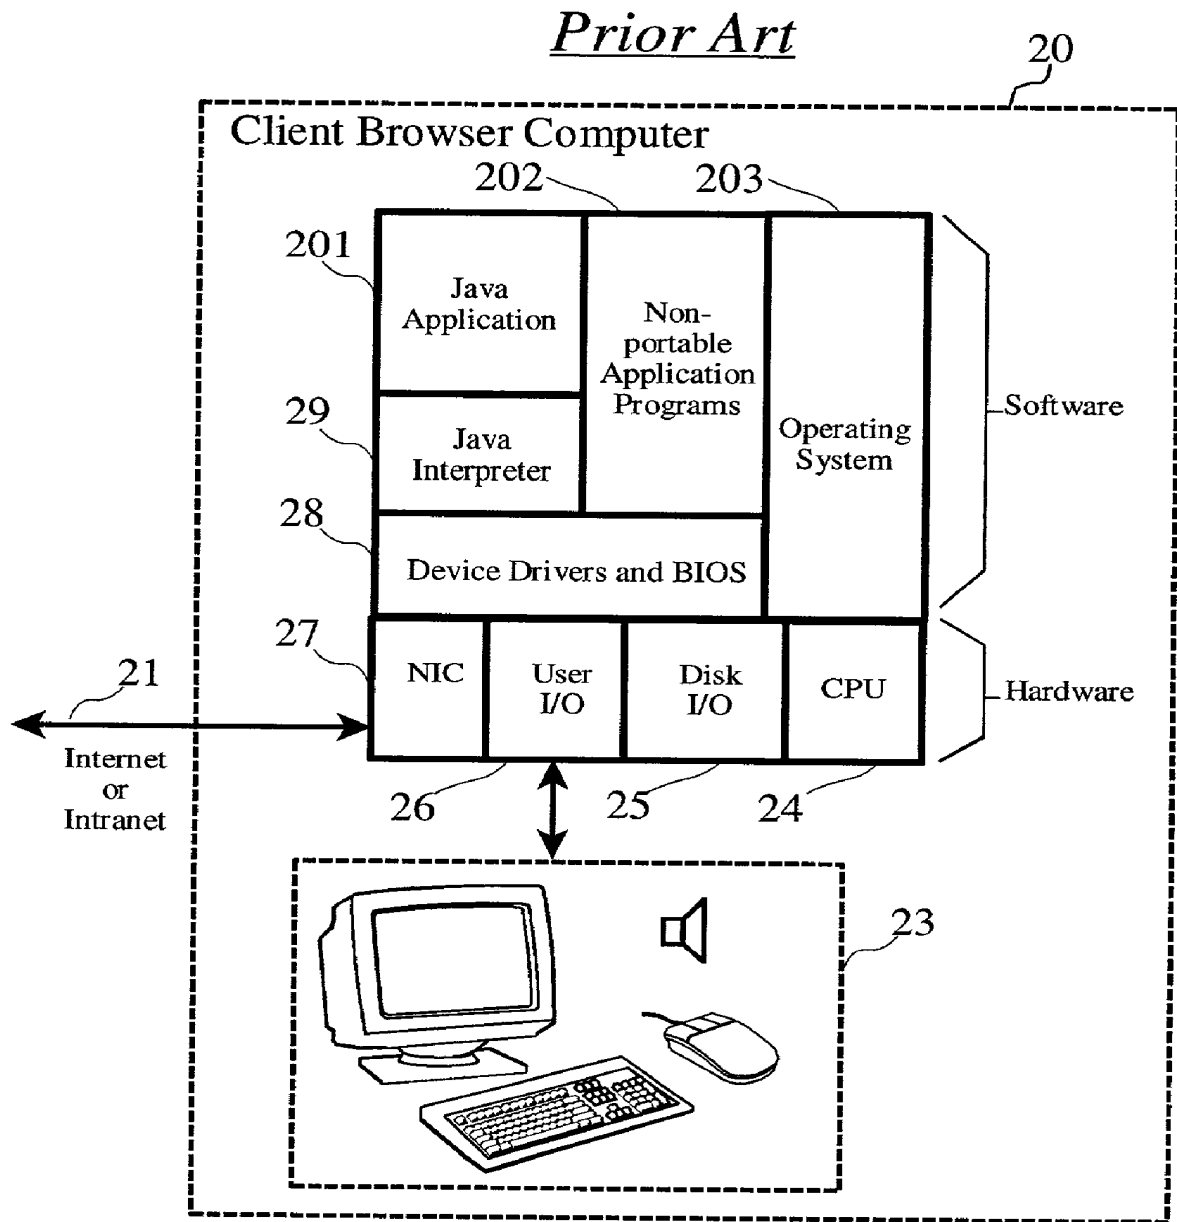 Prior Art
20
Client Browser Computer
202
203
201
Java
Application
Non-
portable
Application
Programs
Operating
System
Software
29
Java
Interpreter
28
Device Drivers and BIOS
27
NIC
User
I/O
Disk
I/O
CPU
Hardware
21
Internet
or
Intranet
26
25
24
23